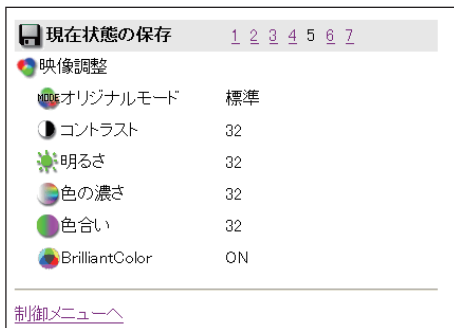 現在状態の保存 1 2 3 4 5 6 7
映像調整
MODE オリジナルモード 標準
コントラスト 32
明るさ 32
色の濃さ 32
色合い 32
BrilliantColor ON
制御メニューへ